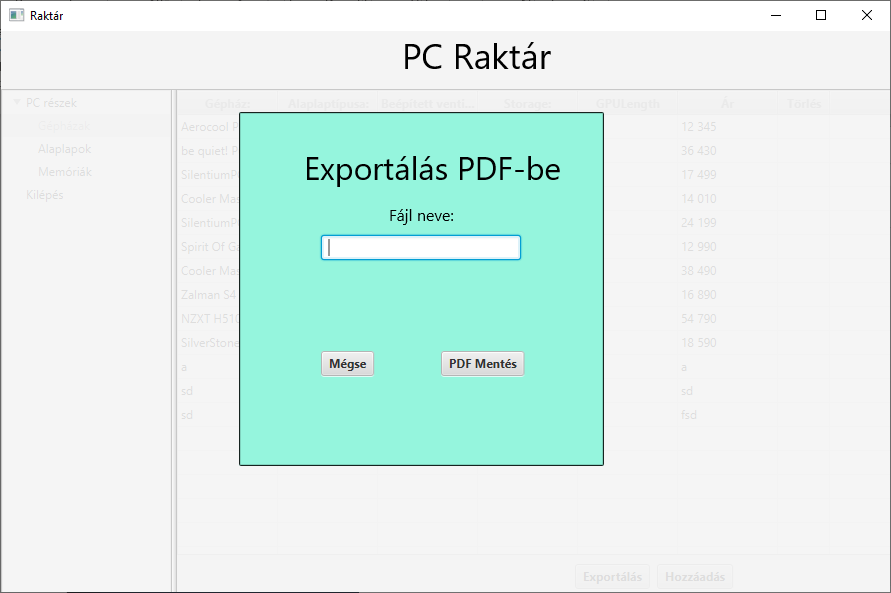 Raktár
PC Raktár
PC részek
Gépházak
Alaplapok
Memóriák
Kilépés
Gépház: Alaplaptípusa: Beépített venti... Storage: GPULength Ár Törlés
Aerocool P 12 345
be quiet! P 36 430
SilentiumP 17 499
Cooler Mas 14 010
SilentiumP 24 199
Spirit Of Ga 12 990
Cooler Mas 38 490
Zalman S4 16 890
NZXT H510 54 790
SilverStone 18 590
a a
sd sd
sd fsd
Exportálás PDF-be
Fájl neve:
Mégse PDF Mentés
Exportálás Hozzáadás